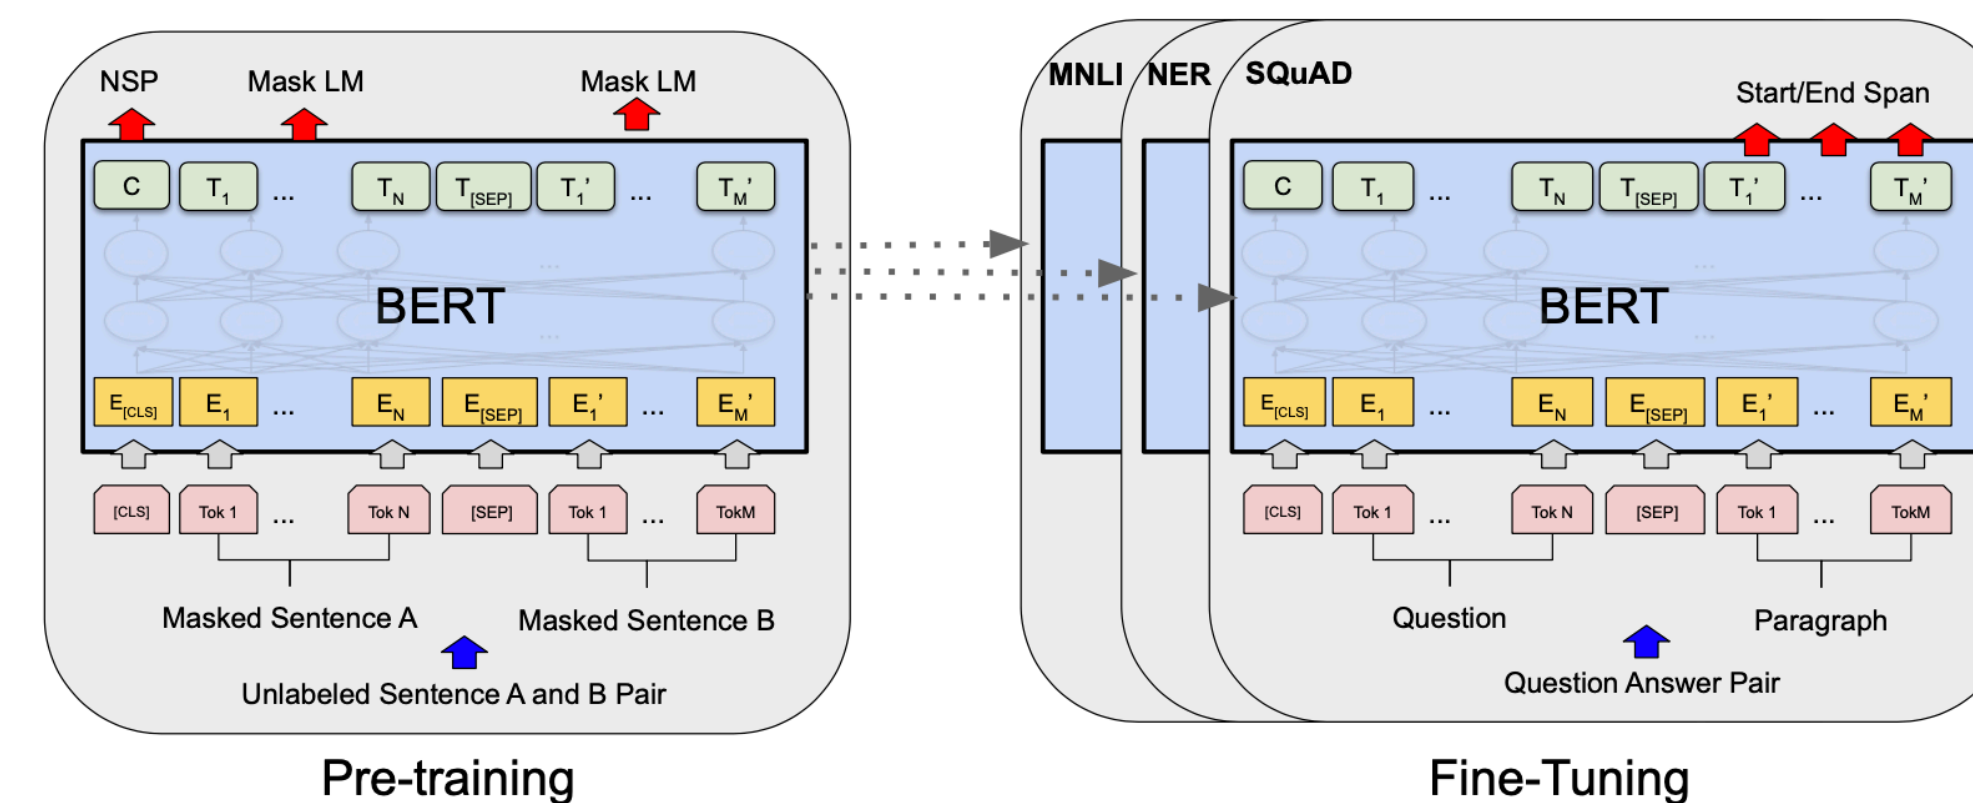 NSP Mask LM Mask LM
C T1 ... TN T[SEP] T1’ ... TM’
...
BERT
...
E[CLS] E1 ... EN E[SEP] E1’ ... EM’
[CLS] Tok 1 ... Tok N [SEP] Tok 1 ... TokM
Masked Sentence A Masked Sentence B
Unlabeled Sentence A and B Pair
Pre-training
MNLI NER SQuAD
Start/End Span
C T1 ... TN T[SEP] T1’ ... TM’
...
BERT
...
E[CLS] E1 ... EN E[SEP] E1’ ... EM’
[CLS] Tok 1 ... Tok N [SEP] Tok 1 ... TokM
Question Paragraph
Question Answer Pair
Fine-Tuning